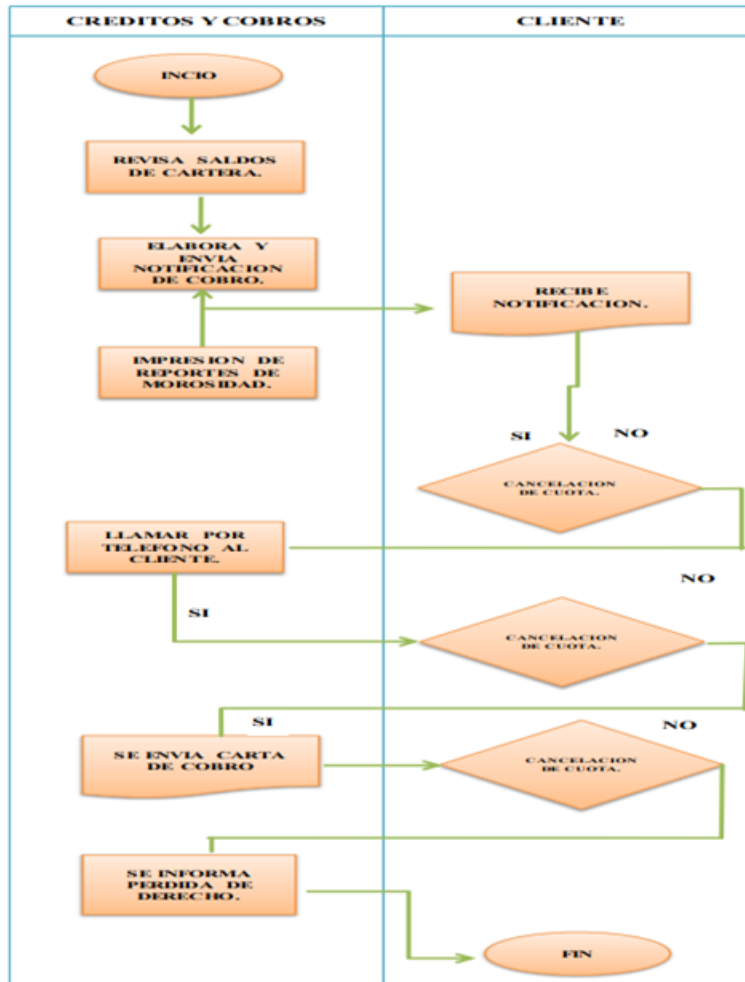 CREDITOS Y COBROS
CLIENTE
INCIO
REVISA SALDOS
DE CARTERA.
ELABORA Y
ENVIA
NOTIFICACION
DE COBRO.
RECIBE
NOTIFICACION.
IMPRESION DE
REPORTES DE
MOROSIDAD.
SI
NO
CANCELACION
DE CUOTA.
LLAMAR POR
TELEFONO AL
CLIENTE.
NO
SI
CANCELACION
DE CUOTA.
SI
NO
SE ENVIA CARTA
DE COBRO
CANCELACION
DE CUOTA.
SE INFORMA
PERDIDA DE
DERECHO.
FIN